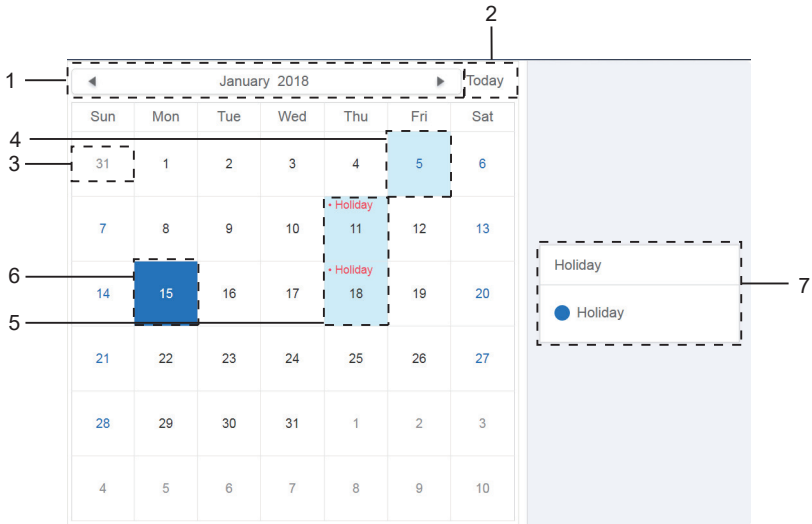 2
1
January 2018
Today
Sun Mon Tue Wed Thu Fri Sat
4
3
31 1 2 3 4 5 6
• Holiday
7 8 9 10 11 12 13
6
• Holiday
14 15 16 17 18 19 20
5
21 22 23 24 25 26 27
28 29 30 31 1 2 3
4 5 6 7 8 9 10
Holiday
7
Holiday